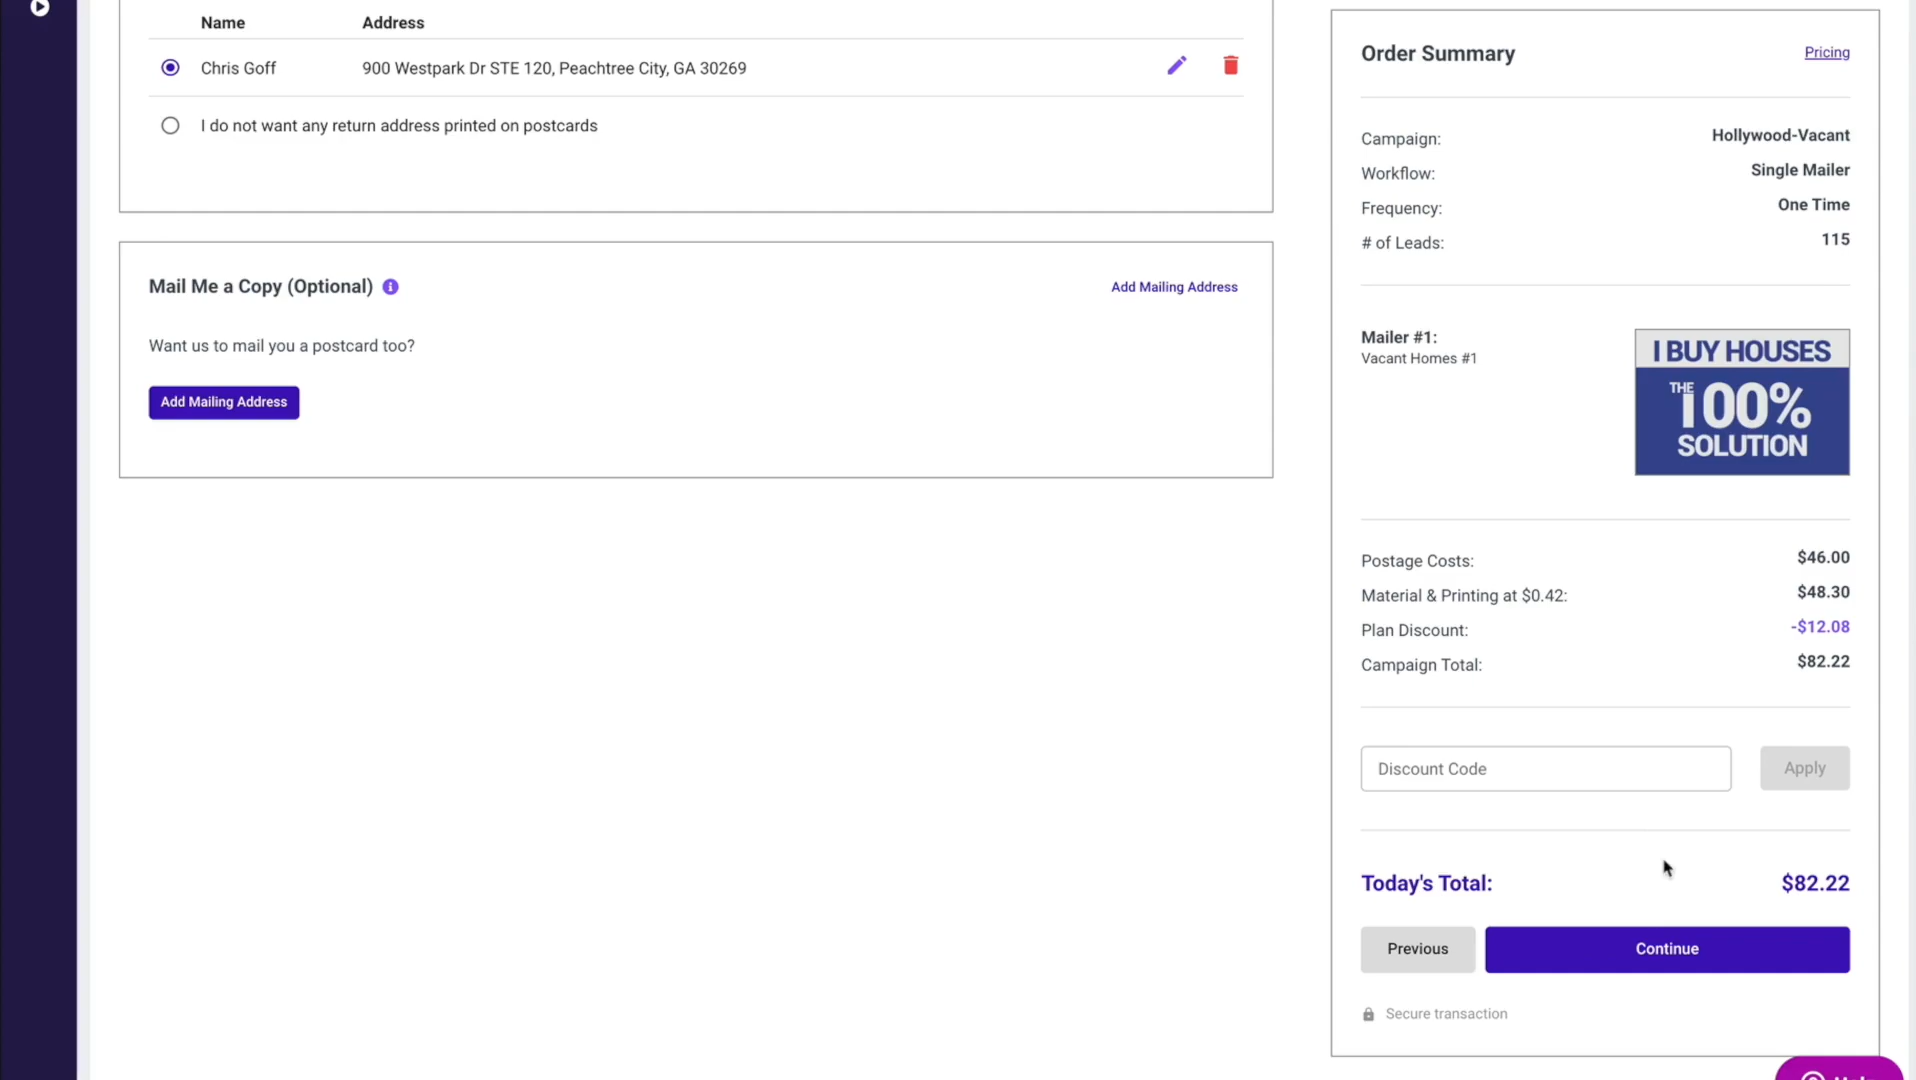 Name Address
Chris Goff 900 Westpark Dr STE 120, Peachtree City, GA 30269
I do not want any return address printed on postcards
Mail Me a Copy (Optional) Add Mailing Address
Want us to mail you a postcard too?
Add Mailing Address
Order Summary Pricing
Campaign: Hollywood-Vacant
Workflow: Single Mailer
Frequency: One Time
# of Leads: 115
Mailer #1:
Vacant Homes #1
I BUY HOUSES
THE 100%
SOLUTION
Postage Costs: $46.00
Material & Printing at $0.42: $48.30
Plan Discount: -$12.08
Campaign Total: $82.22
Discount Code Apply
Today's Total: $82.22
Previous Continue
Secure transaction